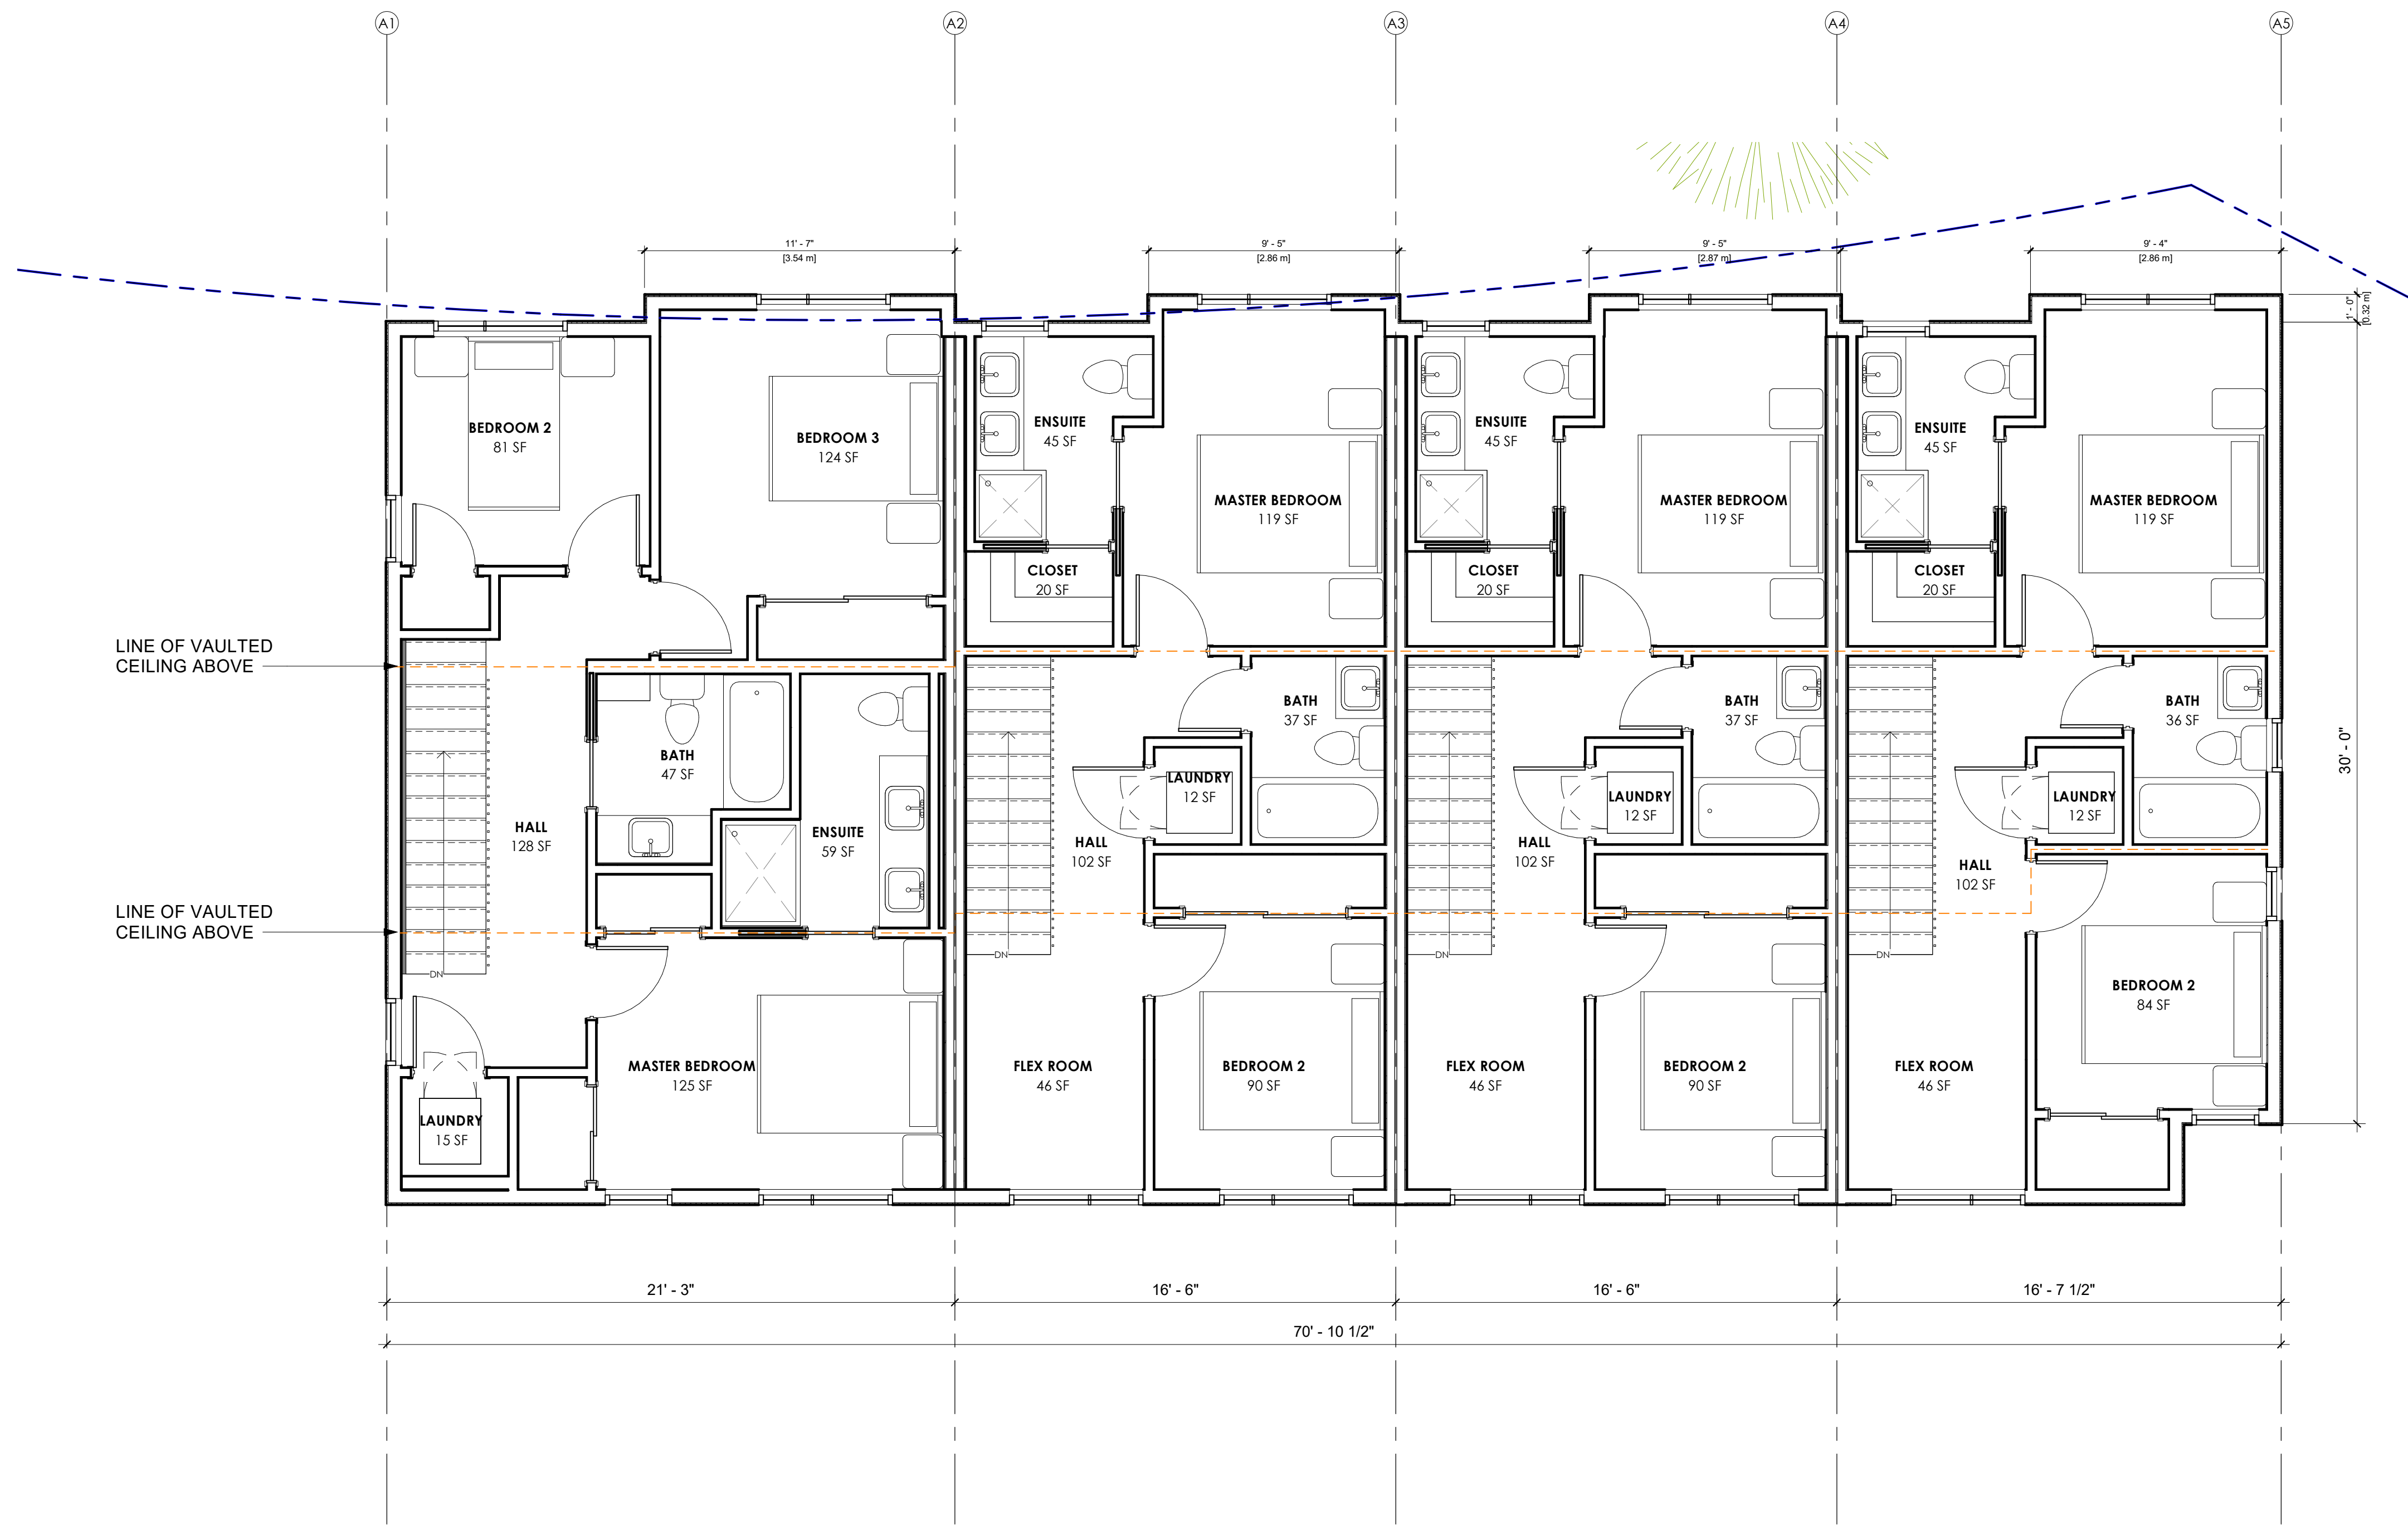 A1
A2
A3
A4
A5
11' - 7"
[3.54 m]
9' - 5"
[2.86 m]
9' - 5"
[2.87 m]
9' - 4"
[2.86 m]
1' - 0"
[0.32 m]
BEDROOM 2
81 SF
BEDROOM 3
124 SF
ENSUITE
45 SF
MASTER BEDROOM
119 SF
CLOSET
20 SF
ENSUITE
45 SF
MASTER BEDROOM
119 SF
CLOSET
20 SF
ENSUITE
45 SF
MASTER BEDROOM
119 SF
CLOSET
20 SF
LINE OF VAULTED
CEILING ABOVE
BATH
47 SF
HALL
128 SF
ENSUITE
59 SF
BATH
37 SF
LAUNDRY
12 SF
HALL
102 SF
BATH
37 SF
LAUNDRY
12 SF
HALL
102 SF
BATH
36 SF
LAUNDRY
12 SF
HALL
102 SF
30' - 0"
LINE OF VAULTED
CEILING ABOVE
DN
DN
DN
DN
MASTER BEDROOM
125 SF
LAUNDRY
15 SF
FLEX ROOM
46 SF
BEDROOM 2
90 SF
FLEX ROOM
46 SF
BEDROOM 2
90 SF
FLEX ROOM
46 SF
BEDROOM 2
84 SF
21' - 3"
16' - 6"
16' - 6"
16' - 7 1/2"
70' - 10 1/2"